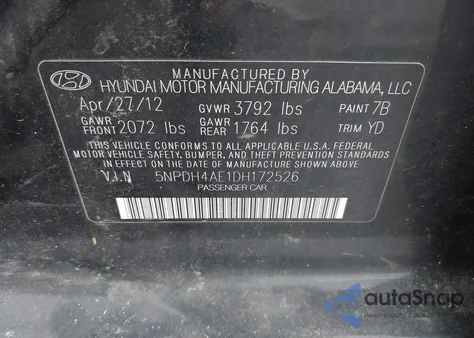 MANUFACTURED BY
HYUNDAI MOTOR MANUFACTURING ALABAMA, LLC
Apr/27/12 GVWR 3792 lbs PAINT 7B
GAWR FRONT 2072 lbs GAWR REAR 1764 lbs TRIM YD
THIS VEHICLE CONFORMS TO ALL APPLICABLE U.S.A. FEDERAL
MOTOR VEHICLE SAFETY, BUMPER, AND THEFT PREVENTION
STANDARDS IN EFFECT ON THE DATE OF MANUFACTURE SHOWN ABOVE.
V.I.N 5NPDH4AE1DH172526
PASSENGER CAR
autoSnap